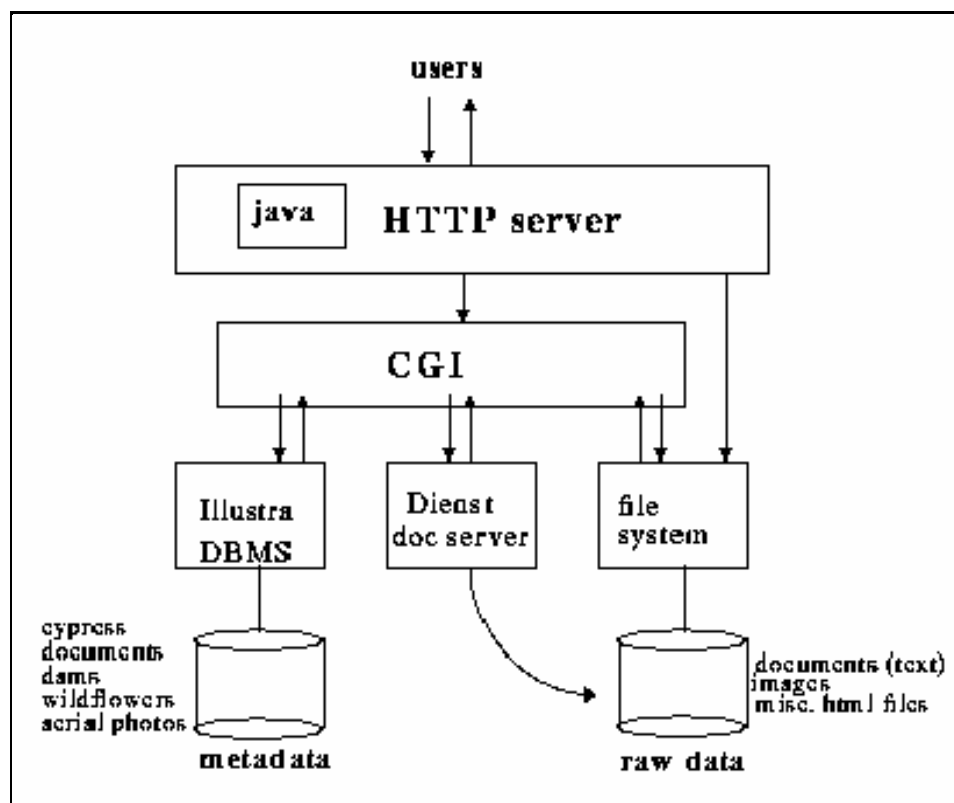 users
java
HTTP server
CGI
Illustra
DBMS
Dienst
doc server
file
system
cypress
documents
dams
wildflowers
aerial photos
metadata
documents (text)
images
misc. html files
raw data